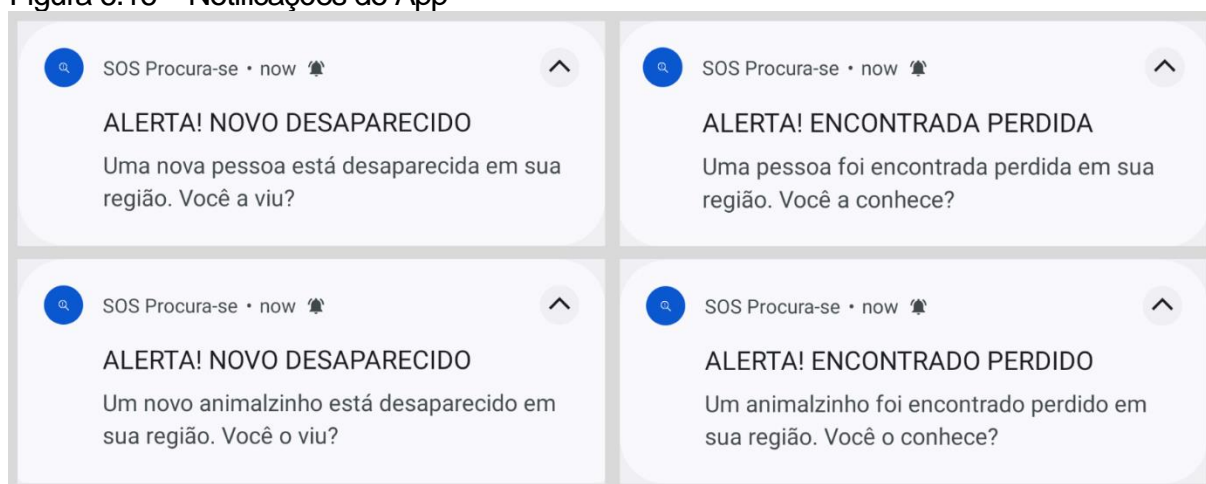 Notificações do App
SOS Procura-se • now
ALERTA! NOVO DESAPARECIDO
Uma nova pessoa está desaparecida em sua
região. Você a viu?
SOS Procura-se • now
ALERTA! ENCONTRADA PERDIDA
Uma pessoa foi encontrada perdida em sua
região. Você a conhece?
SOS Procura-se • now
ALERTA! NOVO DESAPARECIDO
Um novo animalzinho está desaparecido em
sua região. Você o viu?
SOS Procura-se • now
ALERTA! ENCONTRADO PERDIDO
Um animalzinho foi encontrado perdido em
sua região. Você o conhece?